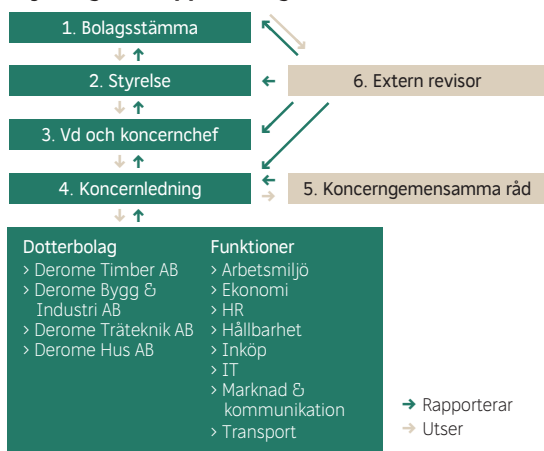 1. Bolagsstämma
2. Styrelse
6. Extern revisor
3. Vd och koncernchef
4. Koncernledning
5. Koncerngemensamma råd
Dotterbolag
> Derome Timber AB
> Derome Bygg &
Industri AB
> Derome Träteknik AB
> Derome Hus AB
Funktioner
> Arbetsmiljö
> Ekonomi
> HR
> Hållbarhet
> Inköp
> IT
> Marknad &
kommunikation
> Transport
→ Rapporterar
→ Utser